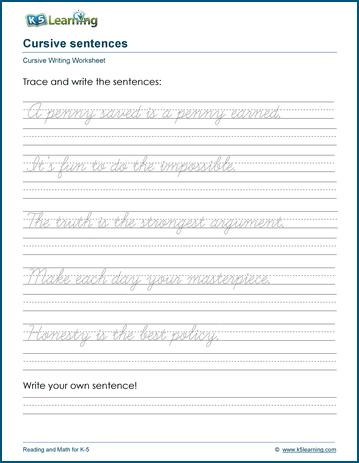 K5 Learning
Cursive sentences
Cursive Writing Worksheet
Trace and write the sentences:
A penny saved is a penny earned.
It's fun to do the impossible.
The truth is the strongest argument.
Make each day your masterpiece.
Honesty is the best policy.
Write your own sentence!
Reading and Math for K-5
© www.k5learning.com